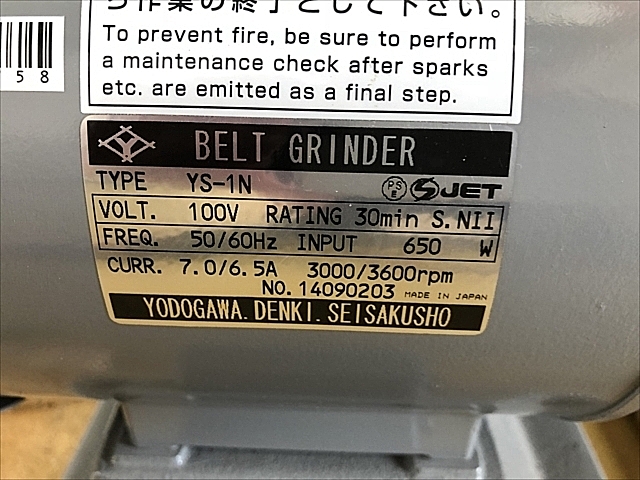 ら作業の終了として下さい。
To prevent fire, be sure to perform
a maintenance check after sparks
etc. are emitted as a final step.
58
BELT GRINDER
TYPE YS-1N PSE JET
VOLT. 100V RATING 30min S.NII
FREQ. 50/60Hz INPUT 650 W
CURR. 7.0/6.5A 3000/3600rpm
NO.14090203 MADE IN JAPAN
YODOGAWA.DENKI.SEISAKUSHO